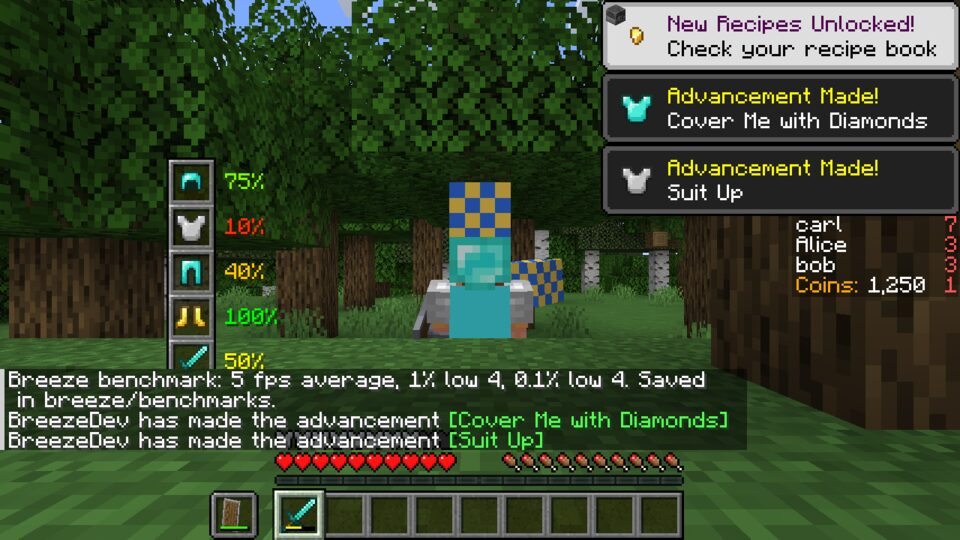 New Recipes Unlocked!
Check your recipe book
Advancement Made!
Cover Me with Diamonds
Advancement Made!
Suit Up
75%
10%
40%
100%
50%
carl 7
Alice 3
bob 3
Coins: 1,250 1
Breeze benchmark: 5 fps average, 1% low 4, 0.1% low 4. Saved
in breeze/benchmarks.
BreezeDev has made the advancement [Cover Me with Diamonds]
BreezeDev has made the advancement [Suit Up]